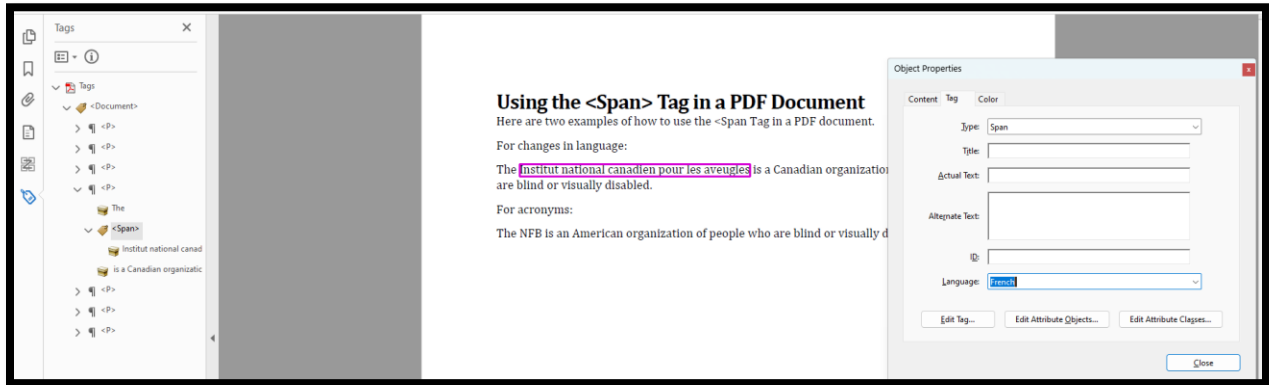 Tags
Tags
<Document>
<P>
<P>
<P>
<P>
The
<Span>
Institut national canad
is a Canadian organizatic
<P>
<P>
<P>
Using the <Span> Tag in a PDF Document
Here are two examples of how to use the <Span Tag in a PDF document.
For changes in language:
The Institut national canadien pour les aveugles is a Canadian organization
are blind or visually disabled.
For acronyms:
The NFB is an American organization of people who are blind or visually d
Object Properties
Content Tag Color
Type: Span
Title:
Actual Text:
Alternate Text:
ID:
Language: French
Edit Tag... Edit Attribute Objects... Edit Attribute Classes...
Close